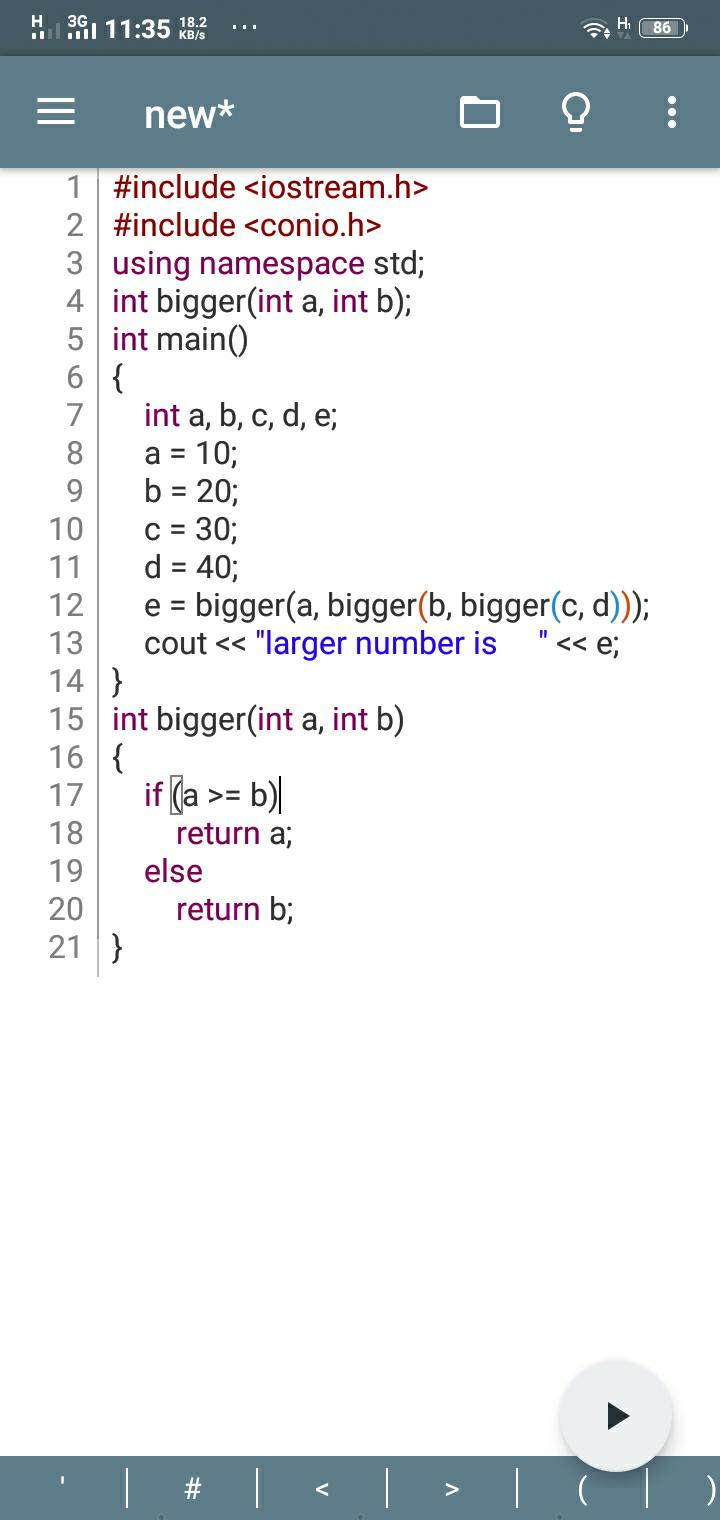 H 3G 11:35 18.2 KB/s ... H1 86
new*
1 #include <iostream.h>
2 #include <conio.h>
3 using namespace std;
4 int bigger(int a, int b);
5 int main()
6 {
7 int a, b, c, d, e;
8 a = 10;
9 b = 20;
10 c = 30;
11 d = 40;
12 e = bigger(a, bigger(b, bigger(c, d)));
13 cout << "larger number is     " << e;
14 }
15 int bigger(int a, int b)
16 {
17 if (a >= b)
18 return a;
19 else
20 return b;
21 }
' # < > ( )